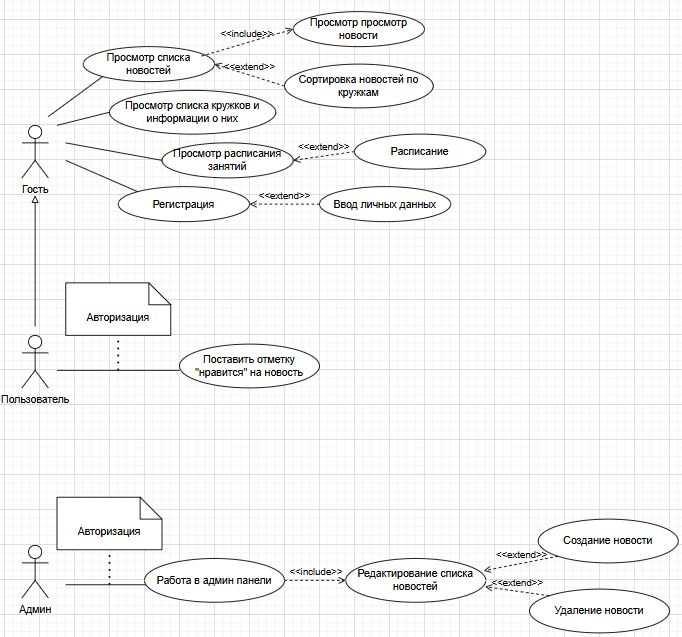 Просмотр просмотр
новости
<<include>>
Просмотр списка
новостей
<<extend>>
Сортировка новостей по
кружкам
Просмотр списка кружков и
информации о них
<<extend>>
Просмотр расписания
занятий
Расписание
Гость
<<extend>>
Регистрация
Ввод личных данных
Авторизация
Поставить отметку
"нравится" на новость
Пользователь
Авторизация
Создание новости
<<extend>>
Работа в админ панели
<<include>>
Редактирование списка
новостей
<<extend>>
Админ
Удаление новости